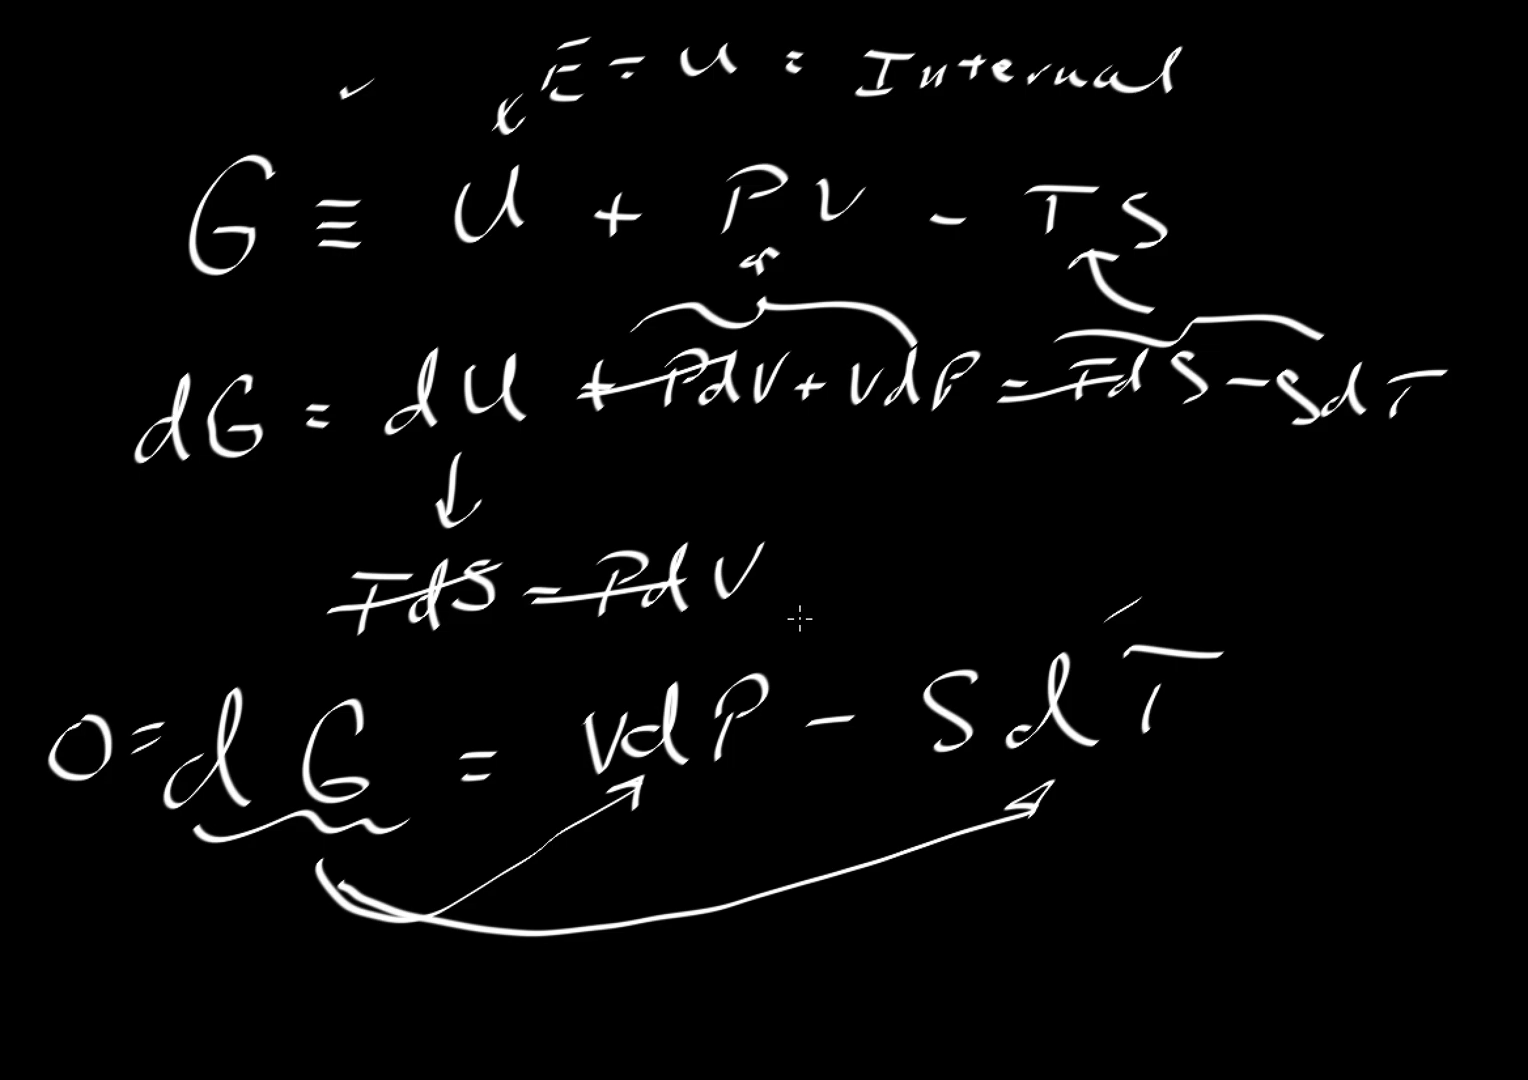 E = U = Internal
G ≡ U + PV - TS
dG = dU + PdV + VdP - TdS - SdT
TdS - PdV
0 = dG = VdP - SdT